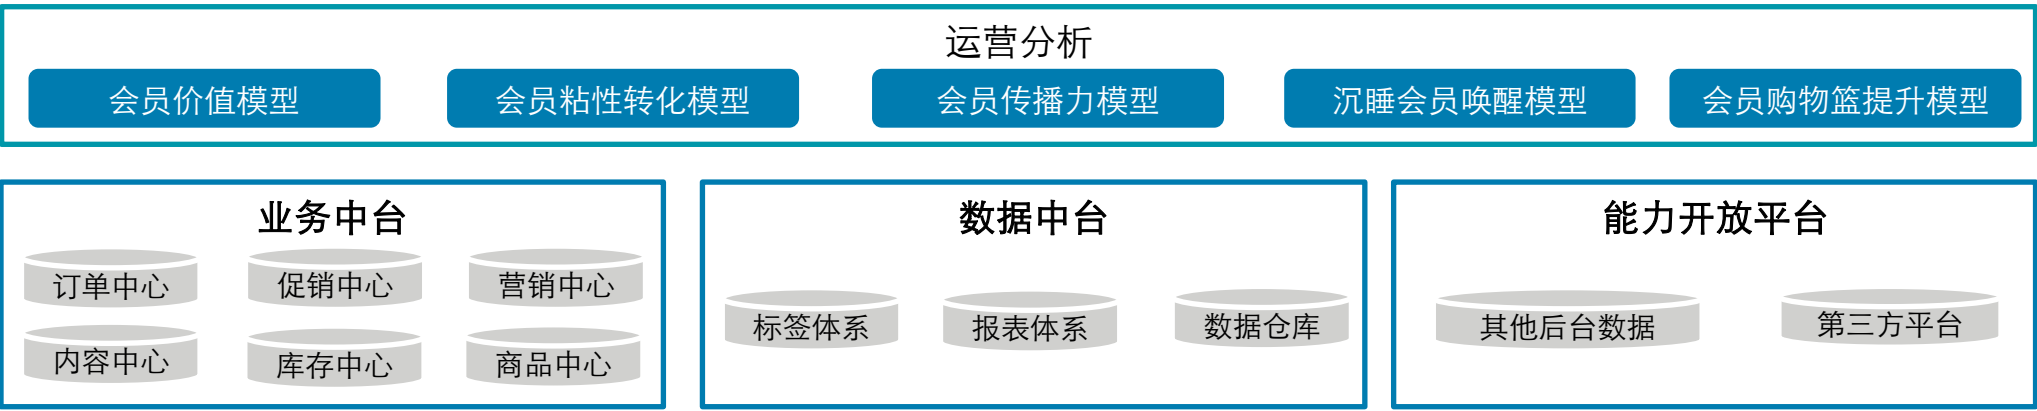 运营分析
会员价值模型 会员粘性转化模型 会员传播力模型 沉睡会员唤醒模型 会员购物篮提升模型
业务中台
订单中心 促销中心 营销中心
内容中心 库存中心 商品中心
数据中台
标签体系 报表体系 数据仓库
能力开放平台
其他后台数据 第三方平台